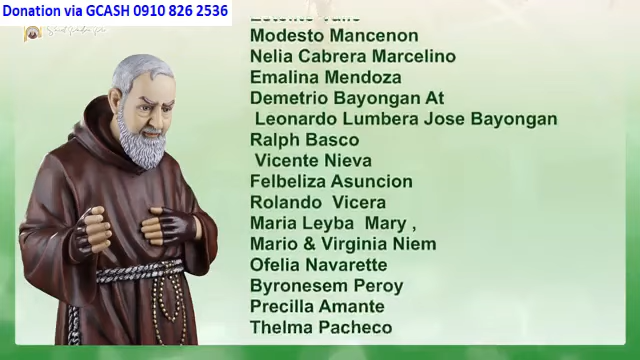 Donation via GCASH 0910 826 2536
Modesto Mancenon
Nelia Cabrera Marcelino
Emalina Mendoza
Demetrio Bayongan At
Leonardo Lumbera Jose Bayongan
Ralph Basco
Vicente Nieva
Felbeliza Asuncion
Rolando  Vicera
Maria Leyba  Mary ,
Mario & Virginia Niem
Ofelia Navarette
Byronesem Peroy
Precilla Amante
Thelma Pacheco